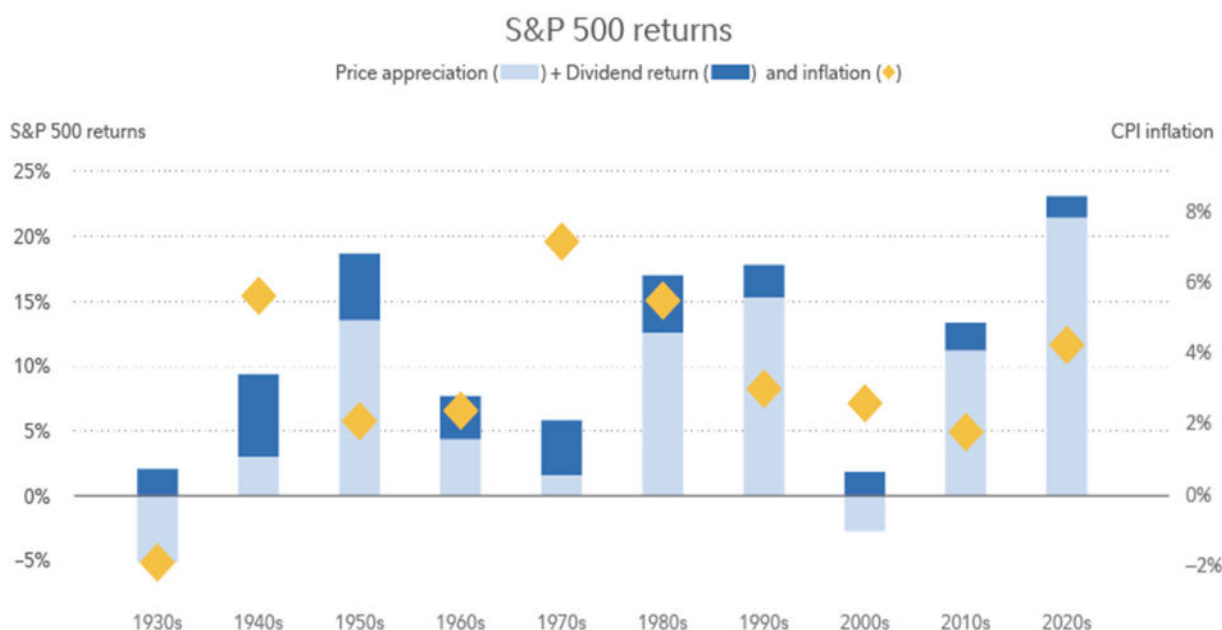 S&P 500 returns
Price appreciation ( ) + Dividend return ( ) and inflation ( )
S&P 500 returns
CPI inflation
25%
20%
15%
10%
5%
0%
–5%
8%
6%
4%
2%
0%
–2%
1930s 1940s 1950s 1960s 1970s 1980s 1990s 2000s 2010s 2020s